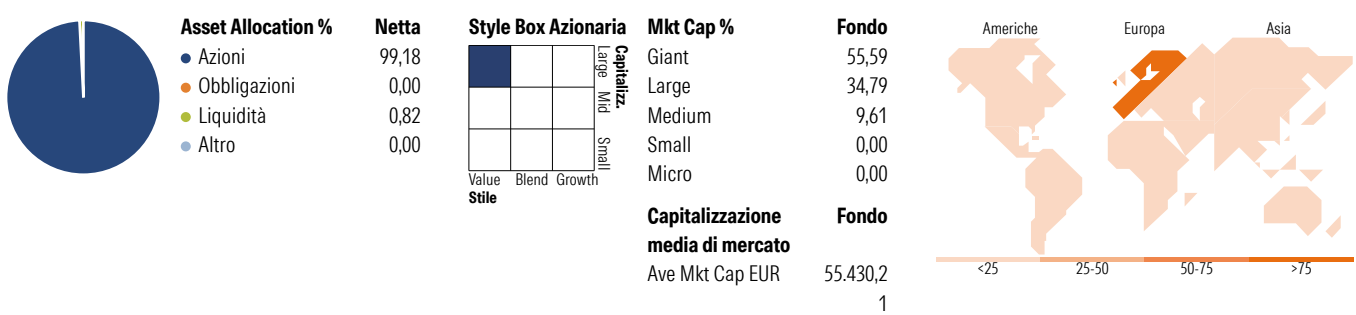 Asset Allocation % Netta
Azioni 99,18
Obbligazioni 0,00
Liquidità 0,82
Altro 0,00
Style Box Azionaria
Capitalizz.
Large Mid Small
Value Blend Growth
Stile
Mkt Cap % Fondo
Giant 55,59
Large 34,79
Medium 9,61
Small 0,00
Micro 0,00
Capitalizzazione Fondo
media di mercato
Ave Mkt Cap EUR 55.430,2
1
Americhe Europa Asia
<25 25-50 50-75 >75